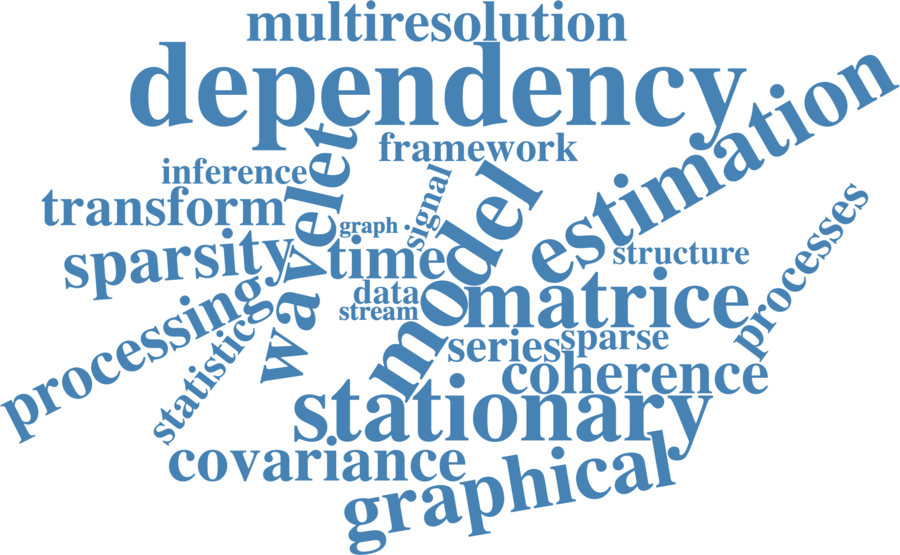 multiresolution
dependency
estimation
framework
inference
wavelet
transform
signal
model
graph
processes
sparsity
time
structure
data
matrice
stream
processing
statistic
series
sparse
coherence
stationary
covariance
graphical